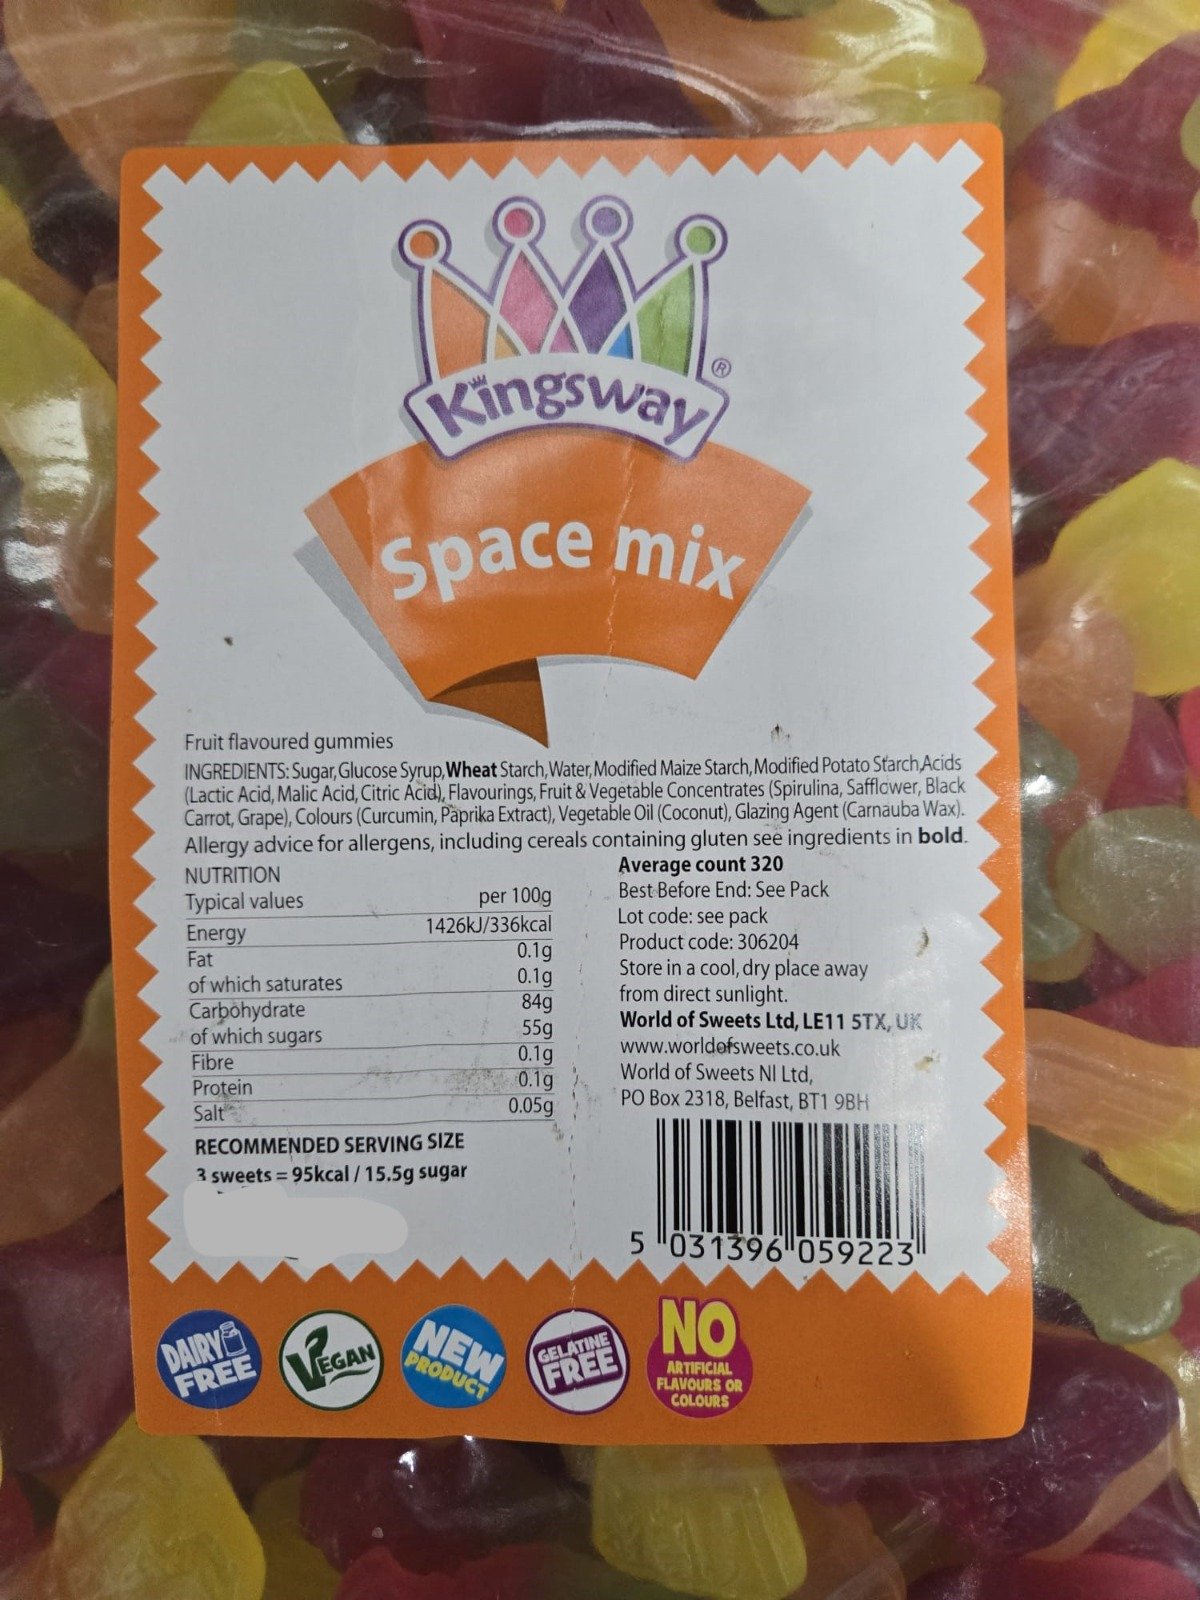 Kingsway ®
Space mix
Fruit flavoured gummies
INGREDIENTS: Sugar, Glucose Syrup, Wheat Starch, Water, Modified Maize Starch, Modified Potato Starch, Acids
(Lactic Acid, Malic Acid, Citric Acid), Flavourings, Fruit & Vegetable Concentrates (Spirulina, Safflower, Black
Carrot, Grape), Colours (Curcumin, Paprika Extract), Vegetable Oil (Coconut), Glazing Agent (Carnauba Wax).
Allergy advice for allergens, including cereals containing gluten see ingredients in bold.
NUTRITION
Typical values per 100g
Energy 1426kJ/336kcal
Fat 0.1g
of which saturates 0.1g
Carbohydrate 84g
of which sugars 55g
Fibre 0.1g
Protein 0.1g
Salt 0.05g
RECOMMENDED SERVING SIZE
3 sweets = 95kcal / 15.5g sugar
Average count 320
Best Before End: See Pack
Lot code: see pack
Product code: 306204
Store in a cool, dry place away
from direct sunlight.
World of Sweets Ltd, LE11 5TX, UK
www.worldofsweets.co.uk
World of Sweets NI Ltd,
PO Box 2318, Belfast, BT1 9BH
5 031396 059223
DAIRY
FREE
VEGAN
NEW
PRODUCT
GELATINE
FREE
NO
ARTIFICIAL
FLAVOURS OR
COLOURS